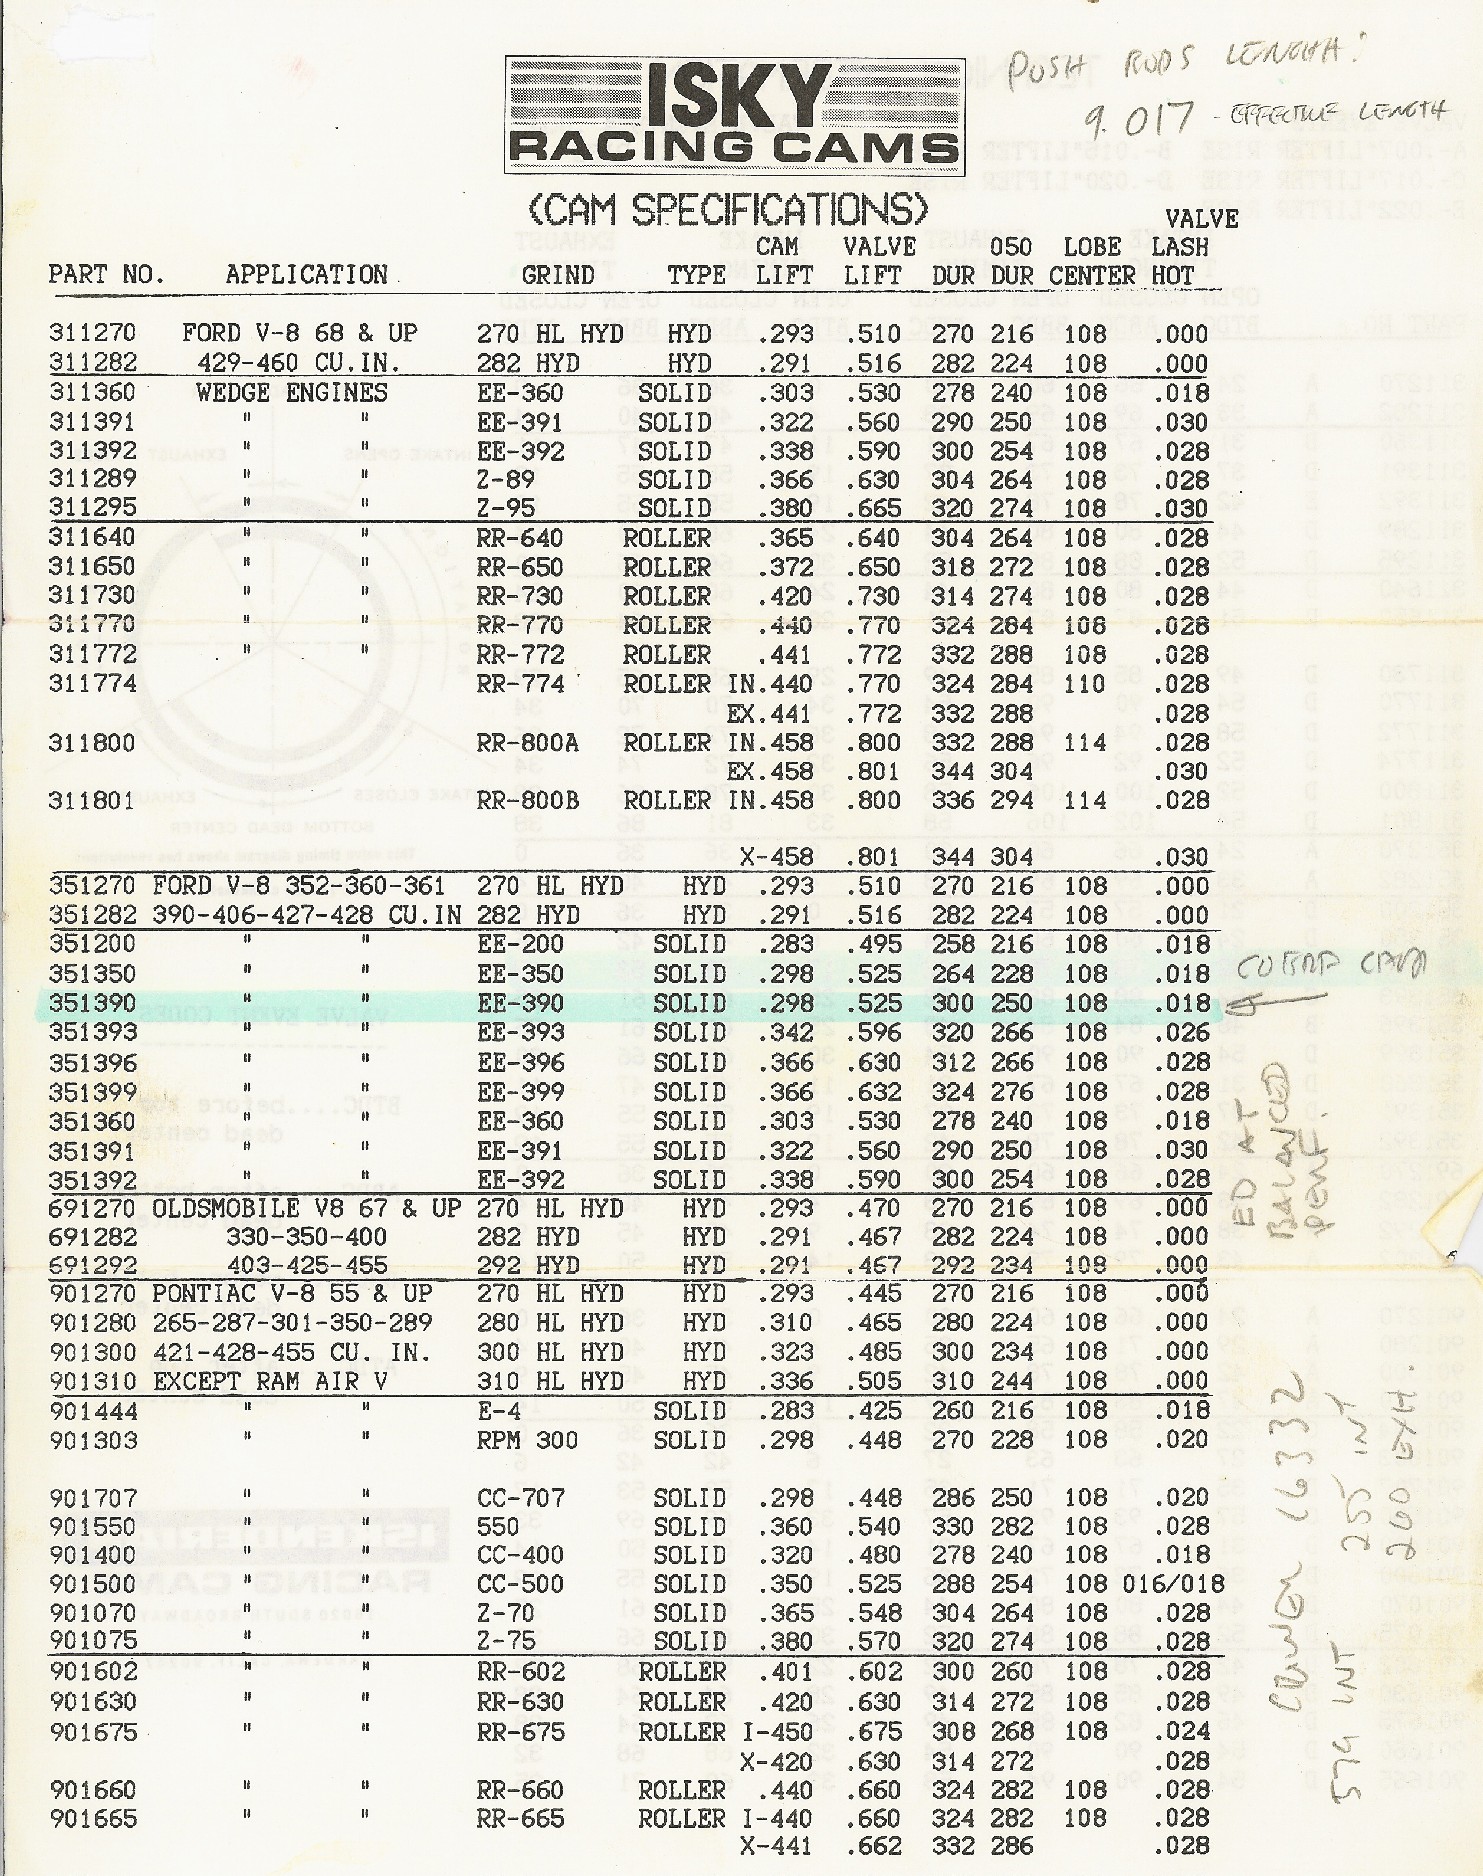 PUSH RODS LENGTH:
9.017 - EFFECTIVE LENGTH
ISKY
RACING CAMS
(CAM SPECIFICATIONS)
VALVE
CAM VALVE 050 LOBE LASH
PART NO. APPLICATION GRIND TYPE LIFT LIFT DUR DUR CENTER HOT
311270 FORD V-8 68 & UP 270 HL HYD HYD .293 .510 270 216 108 .000
311282 429-460 CU.IN. 282 HYD HYD .291 .516 282 224 108 .000
311360 WEDGE ENGINES EE-360 SOLID .303 .530 278 240 108 .018
311391 " " EE-391 SOLID .322 .560 290 250 108 .030
311392 " " EE-392 SOLID .338 .590 300 254 108 .028
311289 " " Z-89 SOLID .366 .630 304 264 108 .028
311295 " " Z-95 SOLID .380 .665 320 274 108 .030
311640 " " RR-640 ROLLER .365 .640 304 264 108 .028
311650 " " RR-650 ROLLER .372 .650 318 272 108 .028
311730 " " RR-730 ROLLER .420 .730 314 274 108 .028
311770 " " RR-770 ROLLER .440 .770 324 284 108 .028
311772 " " RR-772 ROLLER .441 .772 332 288 108 .028
311774 RR-774 ROLLER IN.440 .770 324 284 110 .028
EX.441 .772 332 288 .028
311800 RR-800A ROLLER IN.458 .800 332 288 114 .028
EX.458 .801 344 304 .030
311801 RR-800B ROLLER IN.458 .800 336 294 114 .028
X-458 .801 344 304 .030
351270 FORD V-8 352-360-361 270 HL HYD HYD .293 .510 270 216 108 .000
351282 390-406-427-428 CU.IN 282 HYD HYD .291 .516 282 224 108 .000
351200 " " EE-200 SOLID .283 .495 258 216 108 .018
351350 " " EE-350 SOLID .298 .525 264 228 108 .018 COBRA CAM
351390 " " EE-390 SOLID .298 .525 300 250 108 .018
351393 " " EE-393 SOLID .342 .596 320 266 108 .026
351396 " " EE-396 SOLID .366 .630 312 266 108 .028
351399 " " EE-399 SOLID .366 .632 324 276 108 .028
351360 " " EE-360 SOLID .303 .530 278 240 108 .018
351391 " " EE-391 SOLID .322 .560 290 250 108 .030
351392 " " EE-392 SOLID .338 .590 300 254 108 .028
691270 OLDSMOBILE V8 67 & UP 270 HL HYD HYD .293 .470 270 216 108 .000
691282 330-350-400 282 HYD HYD .291 .467 282 224 108 .000
691292 403-425-455 292 HYD HYD .291 .467 292 234 108 .000
901270 PONTIAC V-8 55 & UP 270 HL HYD HYD .293 .445 270 216 108 .000
901280 265-287-301-350-289 280 HL HYD HYD .310 .465 280 224 108 .000
901300 421-428-455 CU. IN. 300 HL HYD HYD .323 .485 300 234 108 .000
901310 EXCEPT RAM AIR V 310 HL HYD HYD .336 .505 310 244 108 .000
901444 " " E-4 SOLID .283 .425 260 216 108 .018
901303 " " RPM 300 SOLID .298 .448 270 228 108 .020
901707 " " CC-707 SOLID .298 .448 286 250 108 .020
901550 " " 550 SOLID .360 .540 330 282 108 .028
901400 " " CC-400 SOLID .320 .480 278 240 108 .018
901500 " " CC-500 SOLID .350 .525 288 254 108 016/018
901070 " " Z-70 SOLID .365 .548 304 264 108 .028
901075 " " Z-75 SOLID .380 .570 320 274 108 .028
901602 " " RR-602 ROLLER .401 .602 300 260 108 .028
901630 " " RR-630 ROLLER .420 .630 314 272 108 .028
901675 " " RR-675 ROLLER I-450 .675 308 268 108 .024
X-420 .630 314 272 .028
901660 " " RR-660 ROLLER .440 .660 324 282 108 .028
901665 " " RR-665 ROLLER I-440 .660 324 282 108 .028
X-441 .662 332 286 .028
ED AT
BALANCED
PERF.
CRANE 16332
255 INT
260 EXH.
574 INT